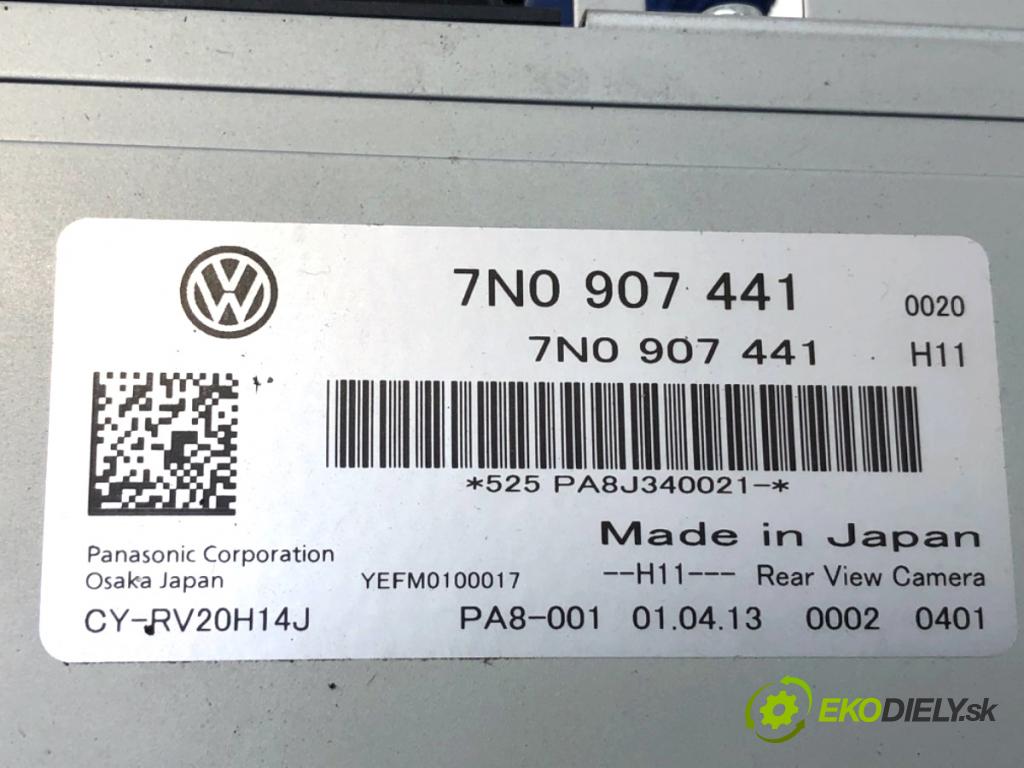 7N0 907 441 0020
7N0 907 441 H11
*525 PA8J340021-*
Made in Japan
Panasonic Corporation
Osaka Japan YEFM0100017 --H11--- Rear View Camera
CY-RV20H14J PA8-001 01.04.13 0002 0401
EKODIELY.sk